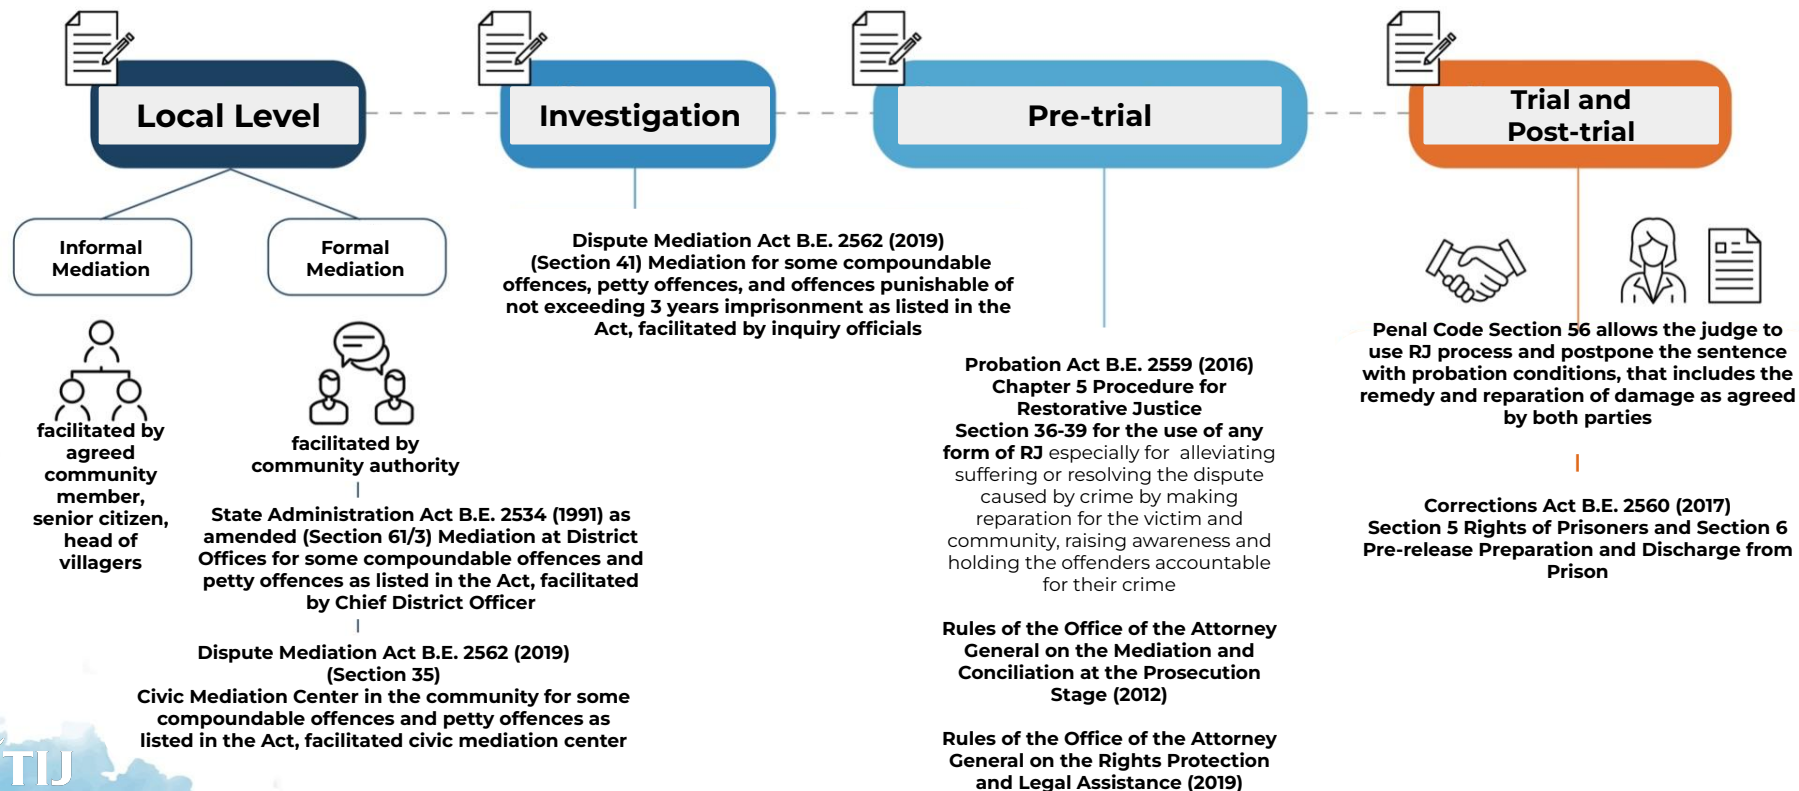 Local Level
Informal
Mediation
facilitated by
agreed
community
member,
senior citizen,
head of
villagers
Formal
Mediation
facilitated by
community authority
State Administration Act B.E. 2534 (1991) as
amended (Section 61/3) Mediation at District
Offices for some compoundable offences and
petty offences as listed in the Act, facilitated
by Chief District Officer
Dispute Mediation Act B.E. 2562 (2019)
(Section 35)
Civic Mediation Center in the community for some
compoundable offences and petty offences as
listed in the Act, facilitated civic mediation center
Investigation
Dispute Mediation Act B.E. 2562 (2019)
(Section 41) Mediation for some compoundable
offences, petty offences, and offences punishable of
not exceeding 3 years imprisonment as listed in the
Act, facilitated by inquiry officials
Pre-trial
Probation Act B.E. 2559 (2016)
Chapter 5 Procedure for
Restorative Justice
Section 36-39 for the use of any
form of RJ especially for alleviating
suffering or resolving the dispute
caused by crime by making
reparation for the victim and
community, raising awareness and
holding the offenders accountable
for their crime
Rules of the Office of the Attorney
General on the Mediation and
Conciliation at the Prosecution
Stage (2012)
Rules of the Office of the Attorney
General on the Rights Protection
and Legal Assistance (2019)
Trial and
Post-trial
Penal Code Section 56 allows the judge to
use RJ process and postpone the sentence
with probation conditions, that includes the
remedy and reparation of damage as agreed
by both parties
Corrections Act B.E. 2560 (2017)
Section 5 Rights of Prisoners and Section 6
Pre-release Preparation and Discharge from
Prison
TIJ